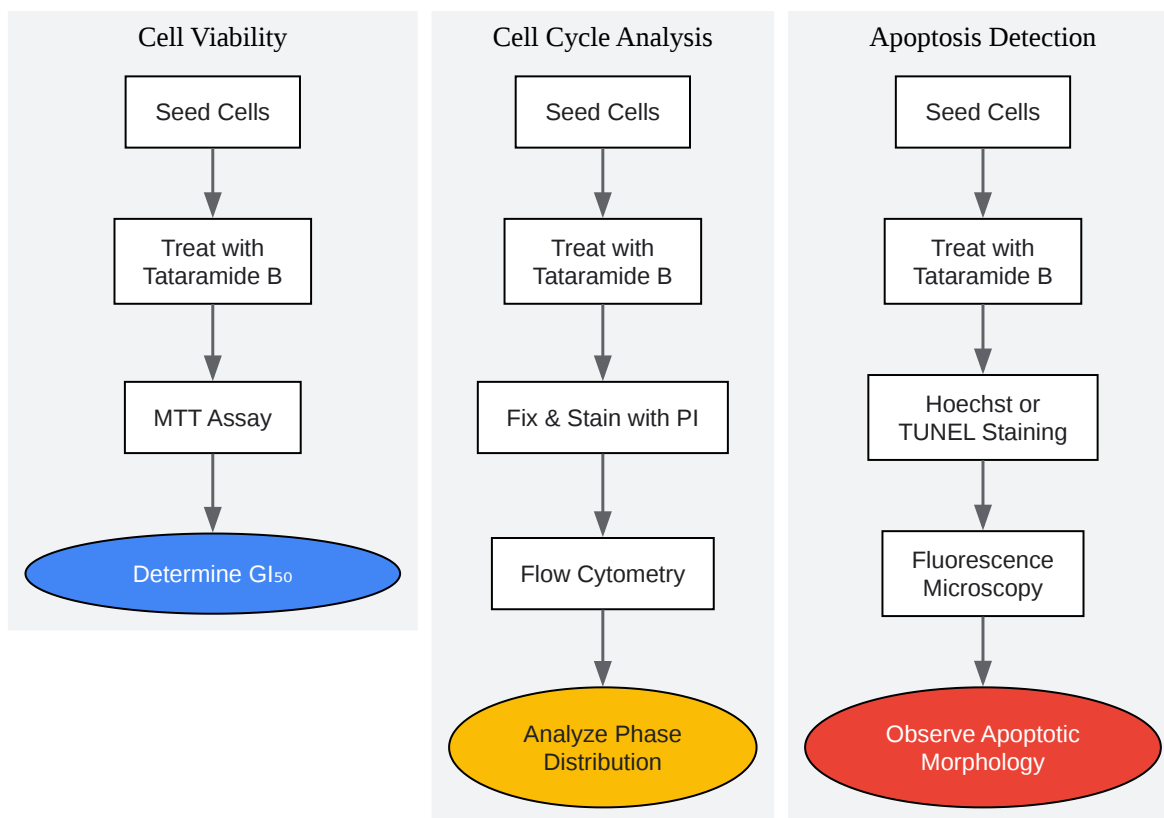 Cell Viability
Seed Cells
Treat with
Tataramide B
MTT Assay
Determine GI₅₀
Cell Cycle Analysis
Seed Cells
Treat with
Tataramide B
Fix & Stain with PI
Flow Cytometry
Analyze Phase
Distribution
Apoptosis Detection
Seed Cells
Treat with
Tataramide B
Hoechst or
TUNEL Staining
Fluorescence
Microscopy
Observe Apoptotic
Morphology